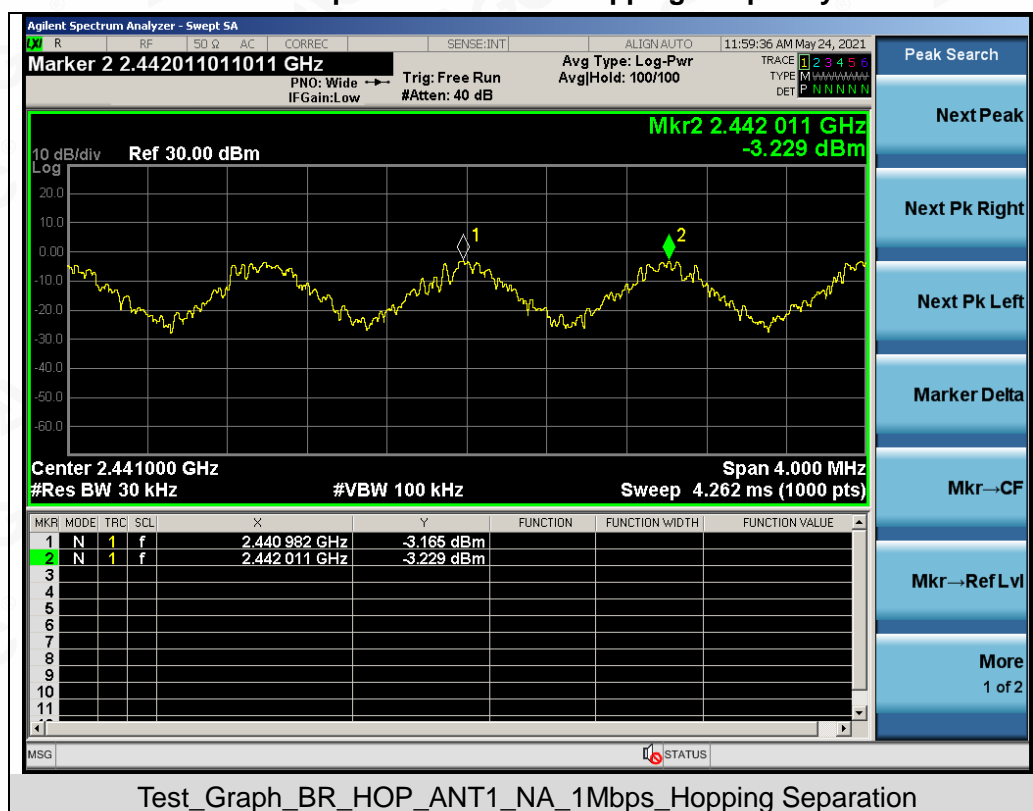 Agilent Spectrum Analyzer - Swept SA
LXI R RF 50 Ω AC CORREC SENSE:INT ALIGN AUTO 11:59:36 AM May 24, 2021
Marker 2 2.442011011011 GHz
PNO: Wide
IFGain:Low
Trig: Free Run
#Atten: 40 dB
Avg Type: Log-Pwr
Avg|Hold: 100/100
TRACE 1 2 3 4 5 6
TYPE M
DET P N N N N N
Peak Search
Next Peak
Next Pk Right
Next Pk Left
Marker Delta
Mkr→CF
Mkr→Ref Lvl
More
1 of 2
Mkr2 2.442 011 GHz
-3.229 dBm
10 dB/div Ref 30.00 dBm
Log
20.0
10.0
0.00
-10.0
-20.0
-30.0
-40.0
-50.0
-60.0
1
2
Center 2.441000 GHz Span 4.000 MHz
#Res BW 30 kHz #VBW 100 kHz Sweep 4.262 ms (1000 pts)
MKR MODE TRC SCL X Y FUNCTION FUNCTION WIDTH FUNCTION VALUE
1 N 1 f 2.440 982 GHz -3.165 dBm
2 N 1 f 2.442 011 GHz -3.229 dBm
3
4
5
6
7
8
9
10
11
MSG STATUS
Test_Graph_BR_HOP_ANT1_NA_1Mbps_Hopping Separation